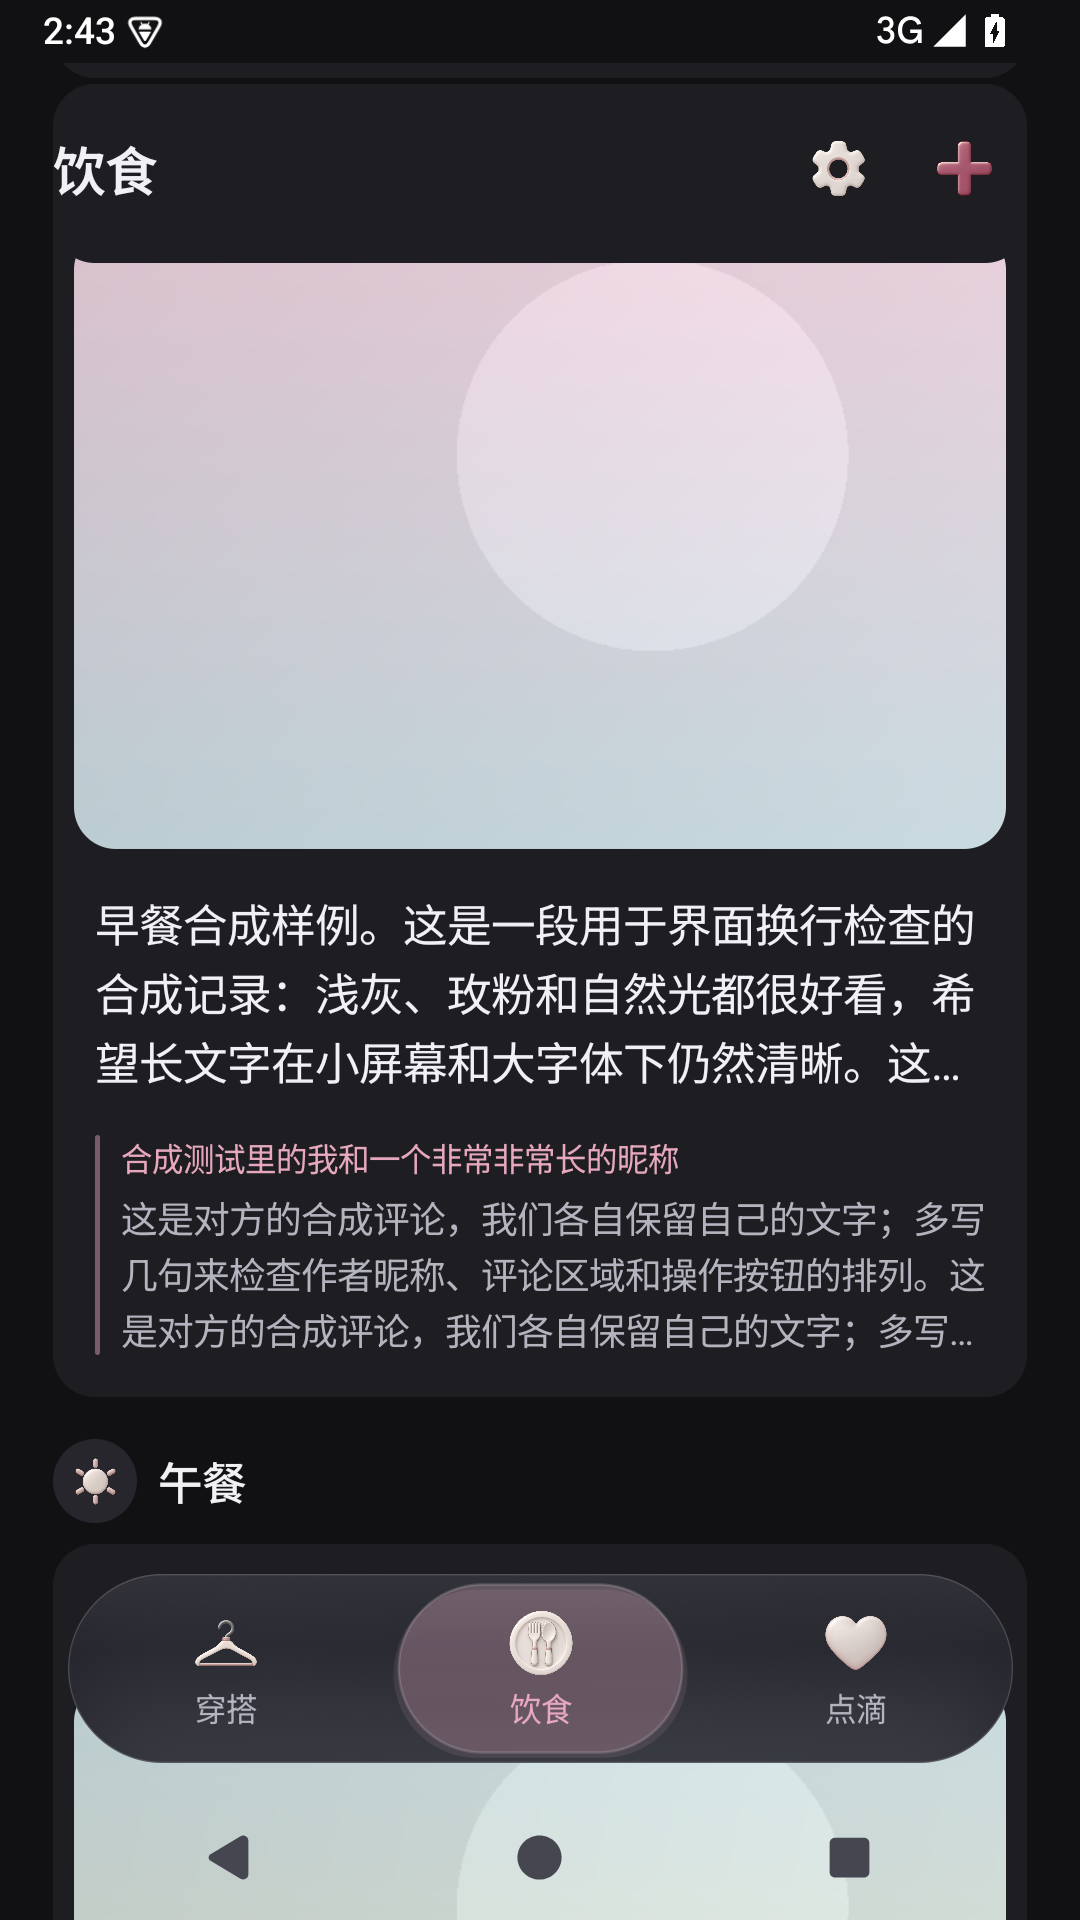 2:43
3G
饮食
早餐合成样例。这是一段用于界面换行检查的
合成记录：浅灰、玫粉和自然光都很好看，希
望长文字在小屏幕和大字体下仍然清晰。这...
合成测试里的我和一个非常非常长的昵称
这是对方的合成评论，我们各自保留自己的文字；多写
几句来检查作者昵称、评论区域和操作按钮的排列。这
是对方的合成评论，我们各自保留自己的文字；多写...
午餐
穿搭
饮食
点滴